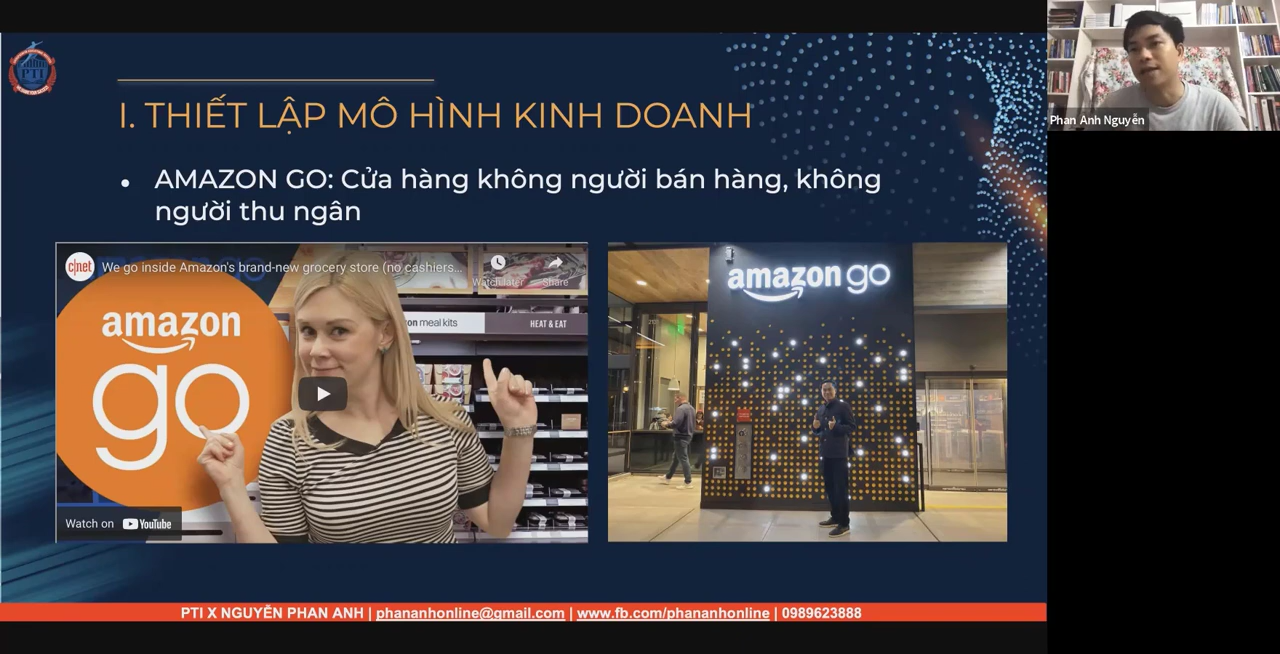 PTI
I. THIẾT LẬP MÔ HÌNH KINH DOANH
• AMAZON GO: Cửa hàng không người bán hàng, không
người thu ngân
c|net
We go inside Amazon's brand-new grocery store (no cashiers...
Watch later
Share
amazon
go
on meal kits
HEAT & EAT
Watch on YouTube
amazon go
PTI X NGUYỄN PHAN ANH | phananhonline@gmail.com | www.fb.com/phananhonline | 0989623888
Phan Anh Nguyễn